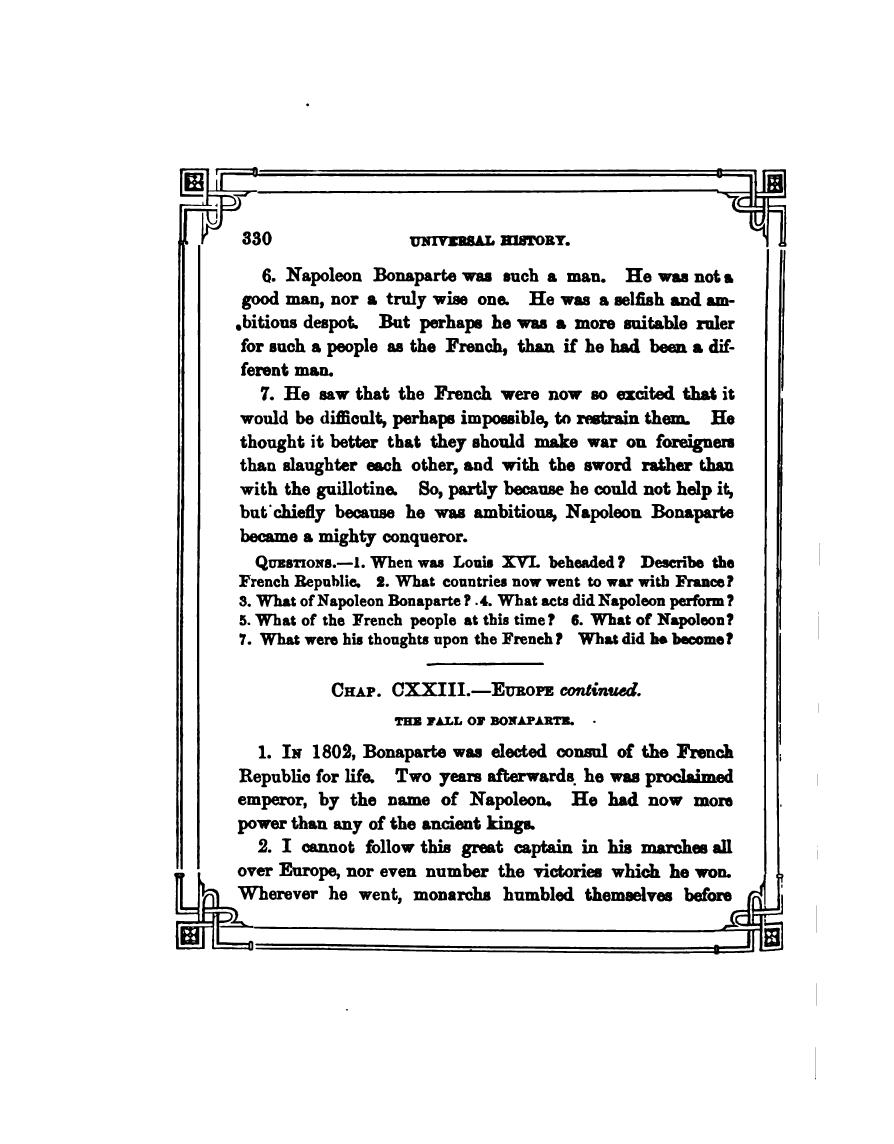 330 UNIVERSAL HISTORY.
6. Napoleon Bonaparte was such a man. He was not a
good man, nor a truly wise one. He was a selfish and am-
bitious despot. But perhaps he was a more suitable ruler
for such a people as the French, than if he had been a dif-
ferent man.
7. He saw that the French were now so excited that it
would be difficult, perhaps impossible, to restrain them. He
thought it better that they should make war on foreigners
than slaughter each other, and with the sword rather than
with the guillotine. So, partly because he could not help it,
but chiefly because he was ambitious, Napoleon Bonaparte
became a mighty conqueror.
QUESTIONS.—1. When was Louis XVI. beheaded? Describe the
French Republic. 2. What countries now went to war with France?
3. What of Napoleon Bonaparte? 4. What acts did Napoleon perform?
5. What of the French people at this time? 6. What of Napoleon?
7. What were his thoughts upon the French? What did he become?
CHAP. CXXIII.—EUROPE continued.
THE FALL OF BONAPARTE.
1. IN 1802, Bonaparte was elected consul of the French
Republic for life. Two years afterwards he was proclaimed
emperor, by the name of Napoleon. He had now more
power than any of the ancient kings.
2. I cannot follow this great captain in his marches all
over Europe, nor even number the victories which he won.
Wherever he went, monarchs humbled themselves before